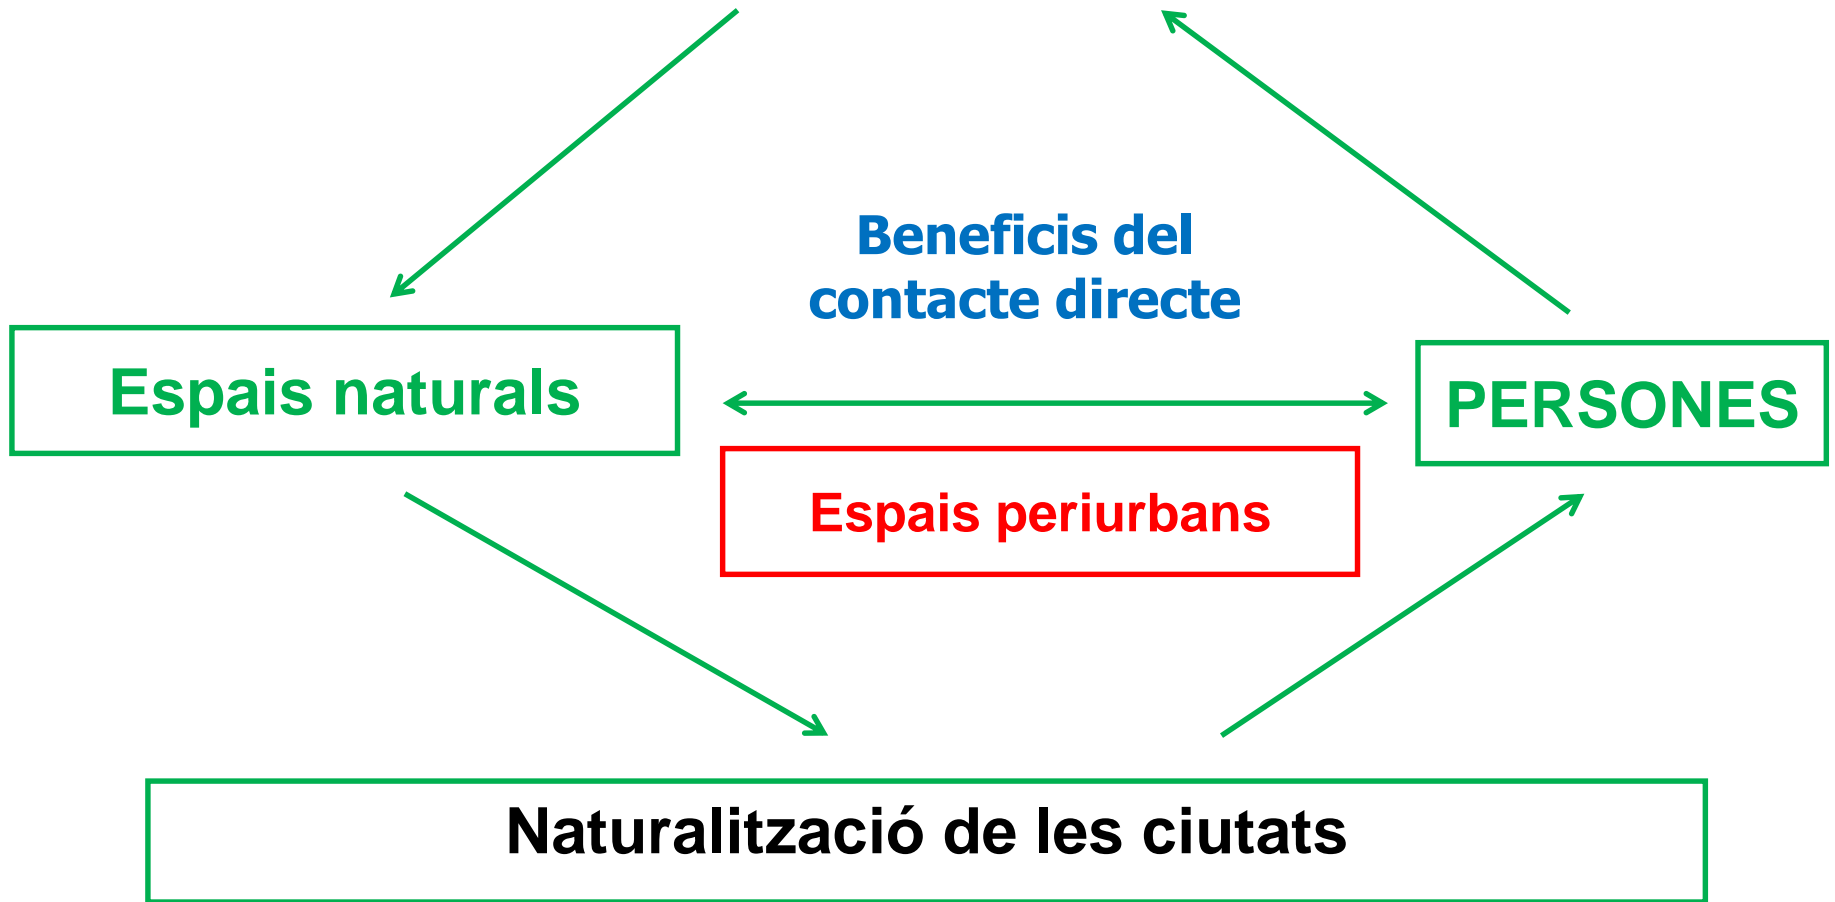 Beneficis del
contacte directe
Espais naturals
PERSONES
Espais periurbans
Naturalització de les ciutats